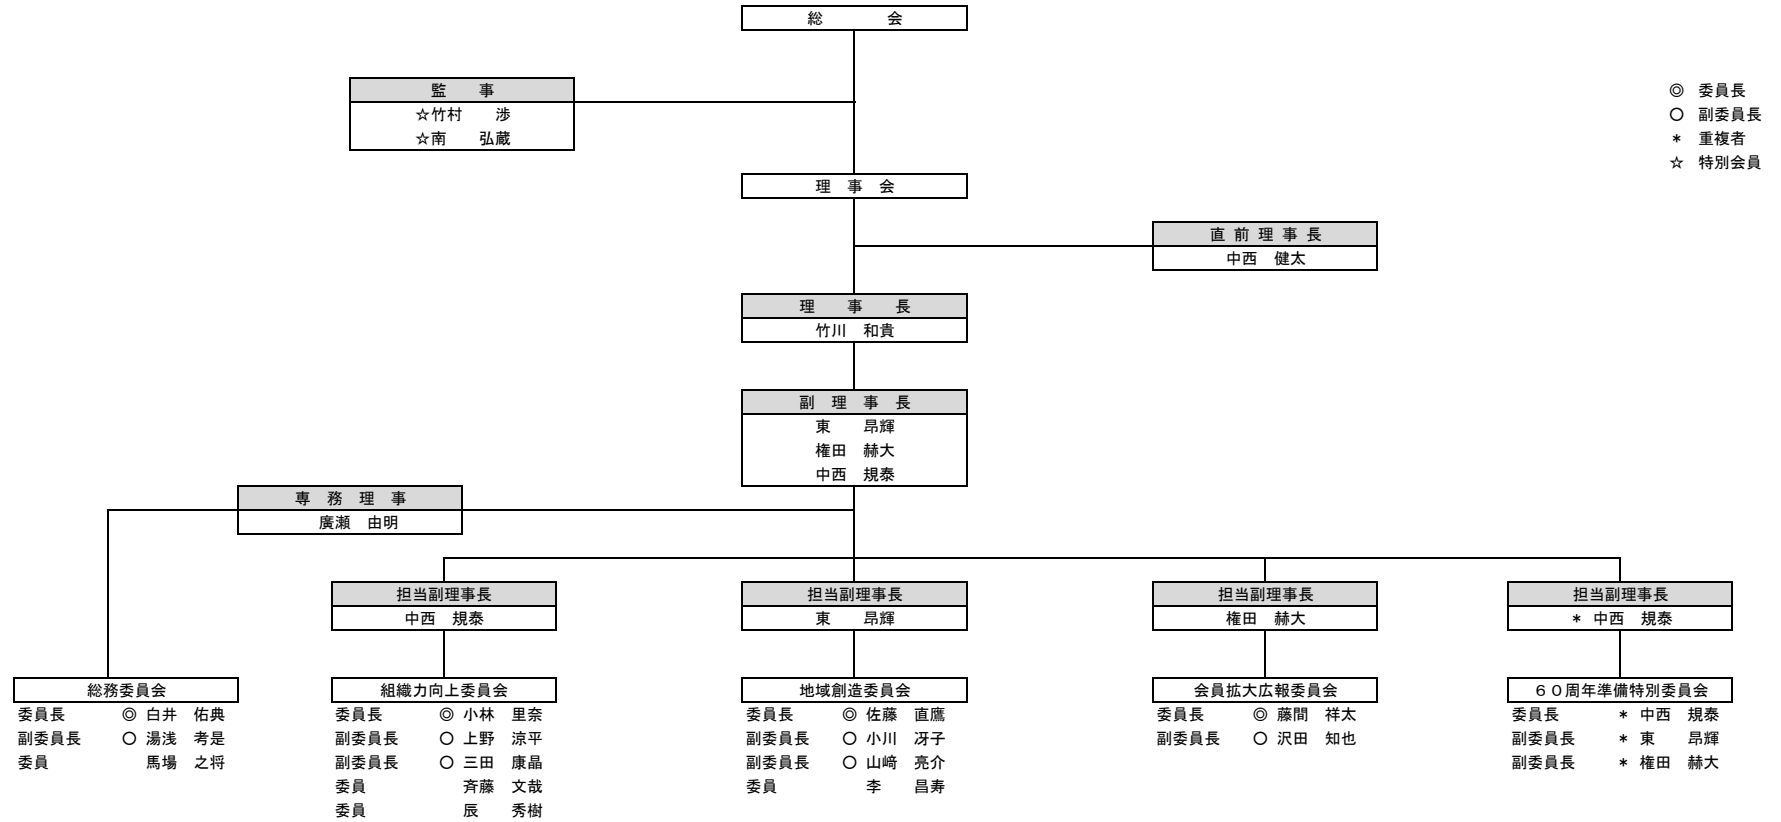 総　　会
監　事
☆竹村　渉
☆南　弘蔵
◎ 委員長
○ 副委員長
＊ 重複者
☆ 特別会員
理　事　会
直 前 理 事 長
中西　健太
理　事　長
竹川　和貴
副　理　事　長
東　昂輝
権田　赫大
中西　規泰
専　務　理　事
廣瀬　由明
担当副理事長
中西　規泰
担当副理事長
東　昂輝
担当副理事長
権田　赫大
担当副理事長
＊ 中西　規泰
総務委員会
委員長 ◎ 白井　佑典
副委員長 ○ 湯浅　考是
委員 馬場　之将
組織力向上委員会
委員長 ◎ 小林　里奈
副委員長 ○ 上野　涼平
副委員長 ○ 三田　康晶
委員 斉藤　文哉
委員 辰　秀樹
地域創造委員会
委員長 ◎ 佐藤　直鷹
副委員長 ○ 小川　冴子
副委員長 ○ 山﨑　亮介
委員 李　昌寿
会員拡大広報委員会
委員長 ◎ 藤間　祥太
副委員長 ○ 沢田　知也
６０周年準備特別委員会
委員長 ＊ 中西　規泰
副委員長 ＊ 東　昂輝
副委員長 ＊ 権田　赫大